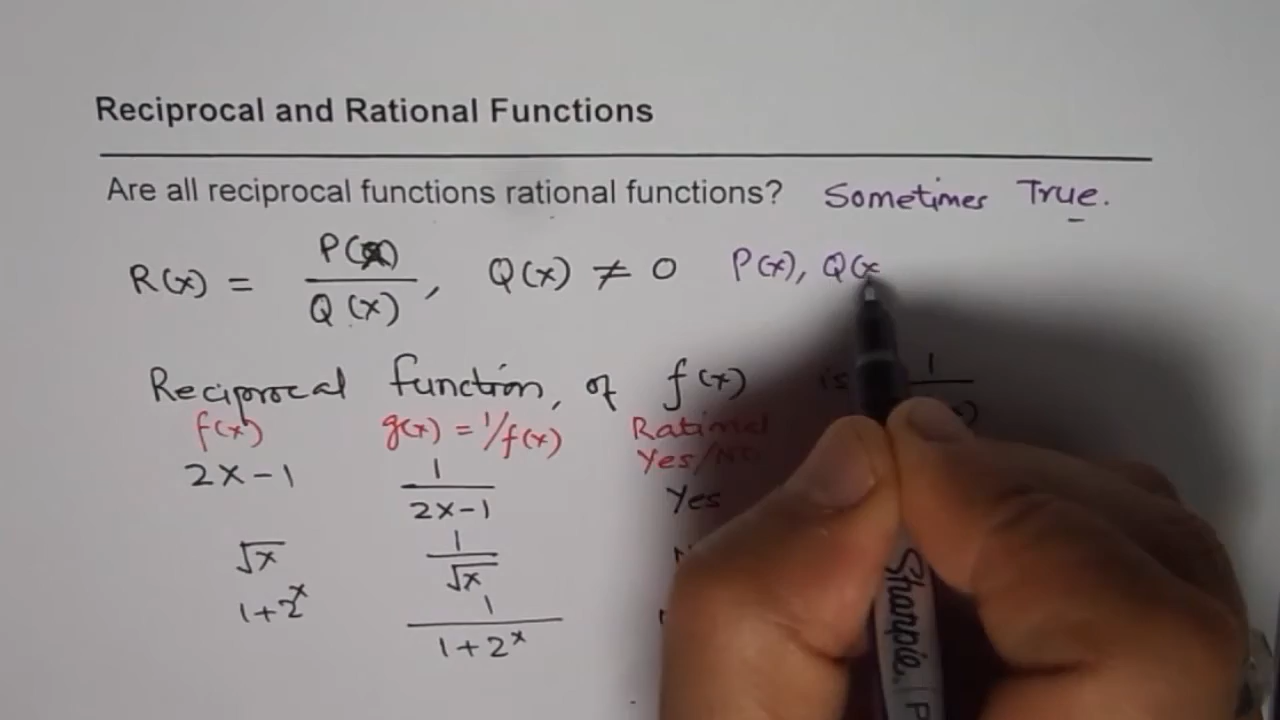 Reciprocal and Rational Functions
Are all reciprocal functions rational functions? Sometimes True.
R(x) = P(x)/Q(x), Q(x) ≠ 0 P(x), Q(x
Reciprocal function, of f(x) is 1
f(x) g(x) = 1/f(x) Rational
Yes/No
2x-1 1/(2x-1) Yes
√x 1/√x
1+2^x 1/(1+2^x)
Sharpie.